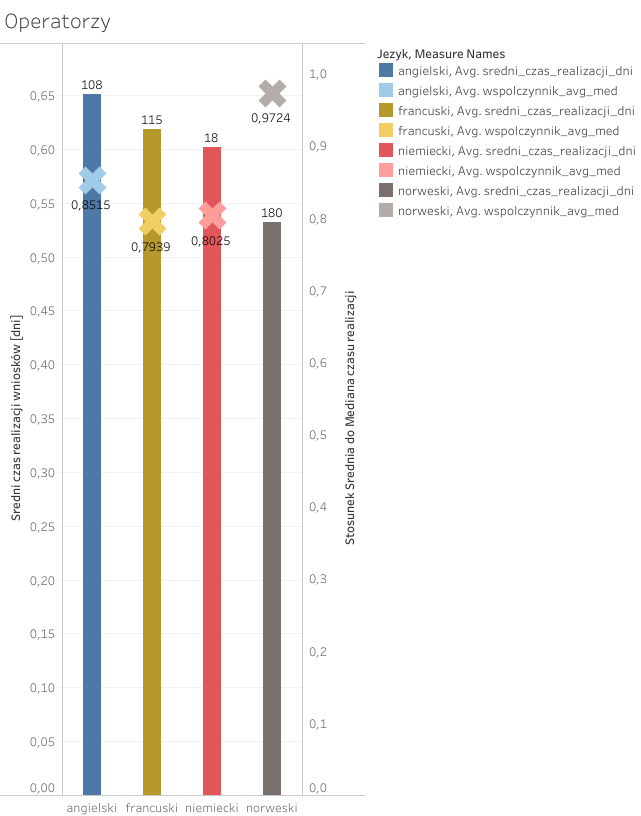 Operatorzy
Jezyk, Measure Names
angielski, Avg. sredni_czas_realizacji_dni
angielski, Avg. wspolczynnik_avg_med
francuski, Avg. sredni_czas_realizacji_dni
francuski, Avg. wspolczynnik_avg_med
niemiecki, Avg. sredni_czas_realizacji_dni
niemiecki, Avg. wspolczynnik_avg_med
norweski, Avg. sredni_czas_realizacji_dni
norweski, Avg. wspolczynnik_avg_med
Sredni czas realizacji wniosków [dni]
0,65
0,60
0,55
0,50
0,45
0,40
0,35
0,30
0,25
0,20
0,15
0,10
0,05
0,00
108
115
18
180
0,8515
0,7939
0,8025
0,9724
1,0
0,9
0,8
0,7
0,6
0,5
0,4
0,3
0,2
0,1
0,0
Stosunek Srednia do Mediana czasu realizacji
angielski francuski niemiecki norweski